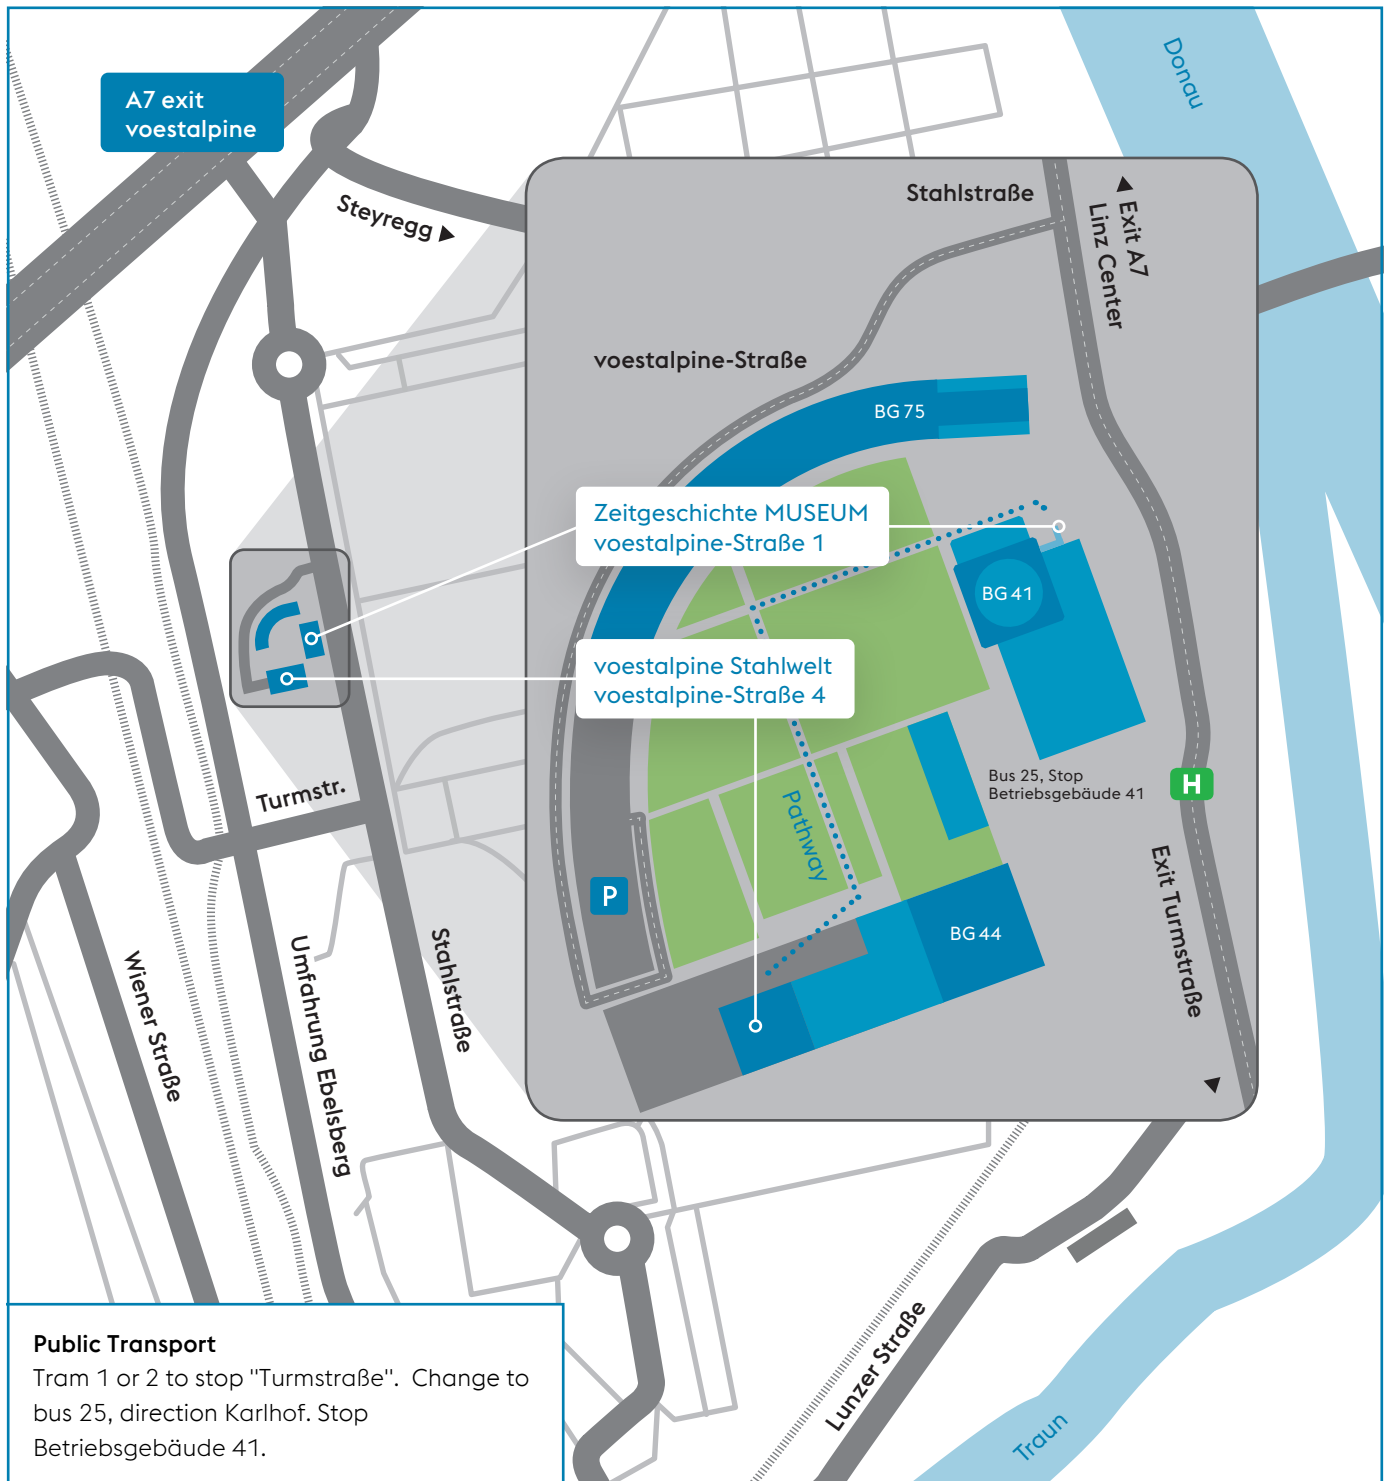 Donau
A7 exit
voestalpine
Steyregg
Stahlstraße
Exit A7
Linz Center
voestalpine-Straße
BG 75
Zeitgeschichte MUSEUM
voestalpine-Straße 1
BG 41
voestalpine Stahlwelt
voestalpine-Straße 4
Bus 25, Stop
Betriebsgebäude 41
H
Turmstr.
Pathway
P
Exit Turmstraße
BG 44
Wiener Straße
Umfahrung Ebelsberg
Stahlstraße
Lunzer Straße
Traun
Public Transport
Tram 1 or 2 to stop "Turmstraße". Change to
bus 25, direction Karlhof. Stop
Betriebsgebäude 41.